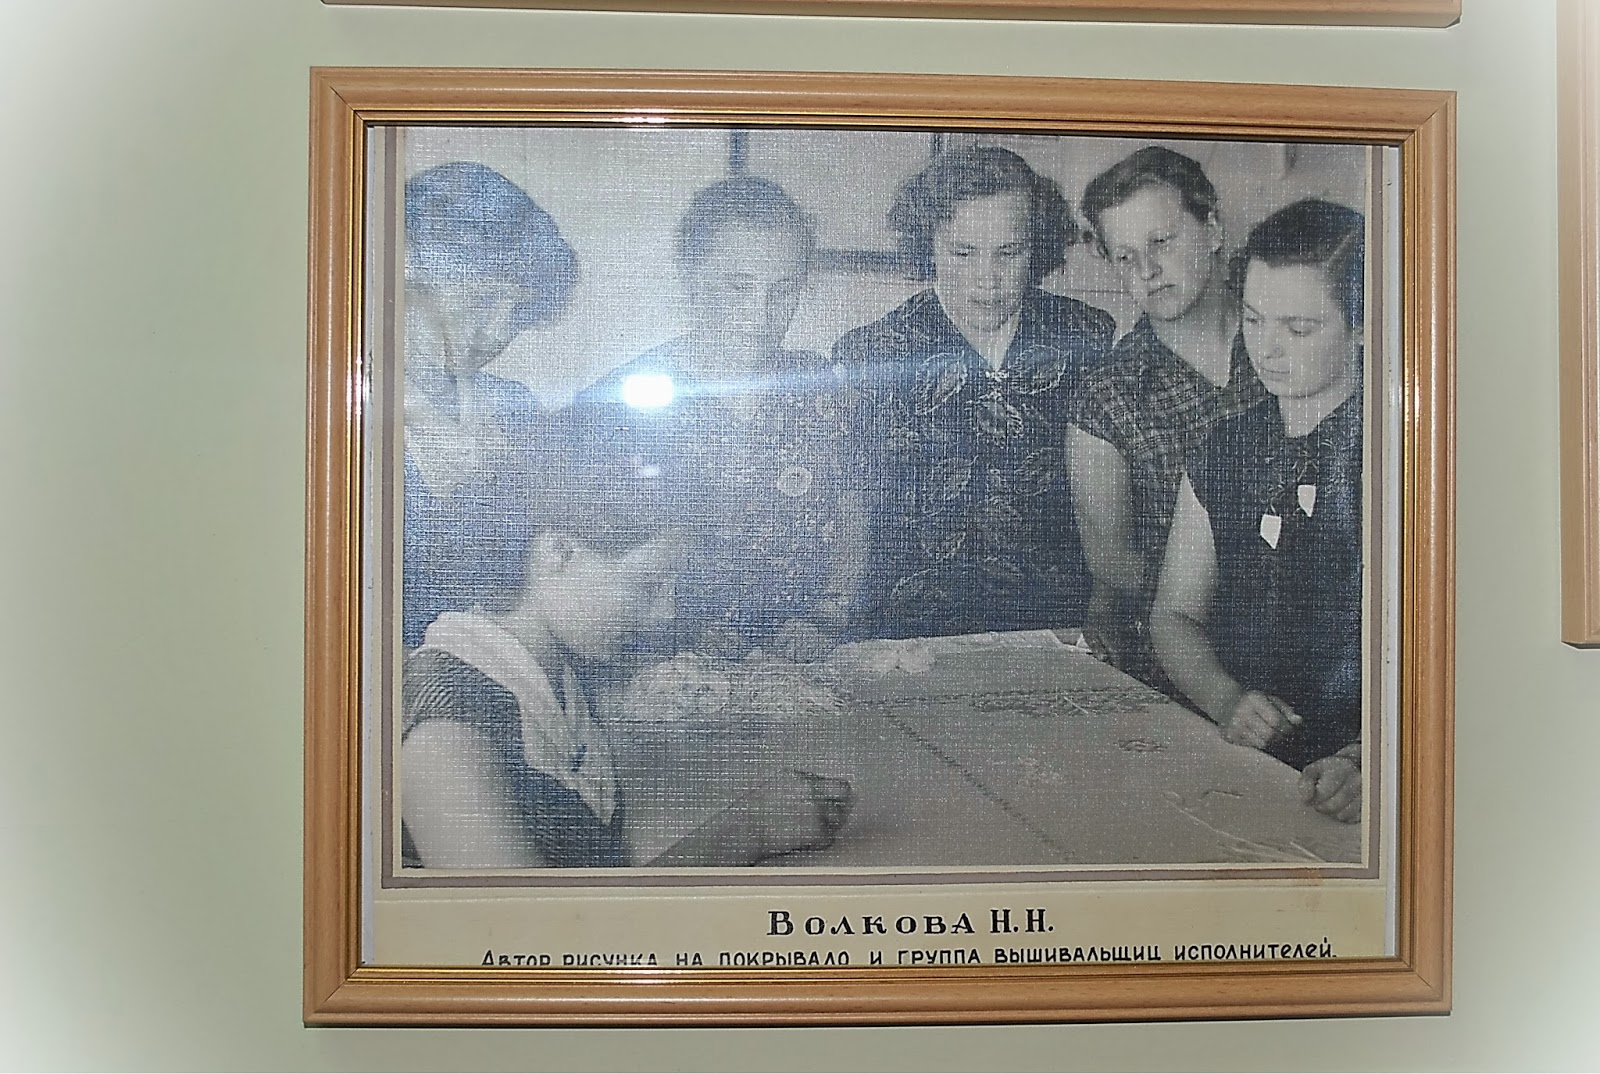 Волкова Н.Н.
Автор рисунка на покрывало и группа вышивальщиц исполнителей.